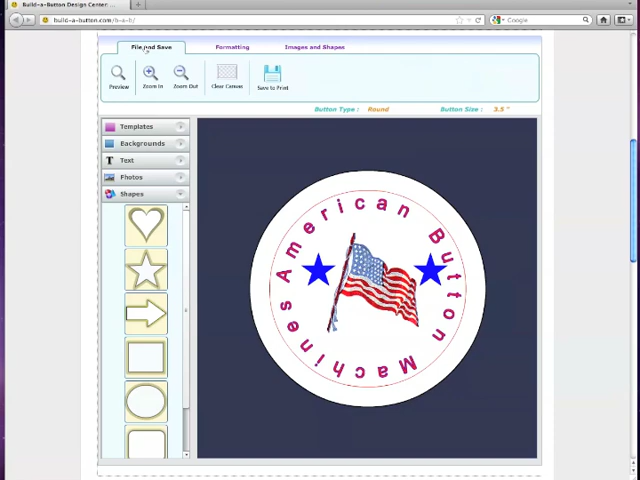 Build-a-Button Design Center: ...
build-a-button.com/b-a-b/
Google
File and Save
Formatting
Images and Shapes
Preview
Zoom In
Zoom Out
Clear Canvas
Save to Print
Button Type : Round
Button Size : 3.5 "
Templates
Backgrounds
T Text
Photos
Shapes
American Button Machines